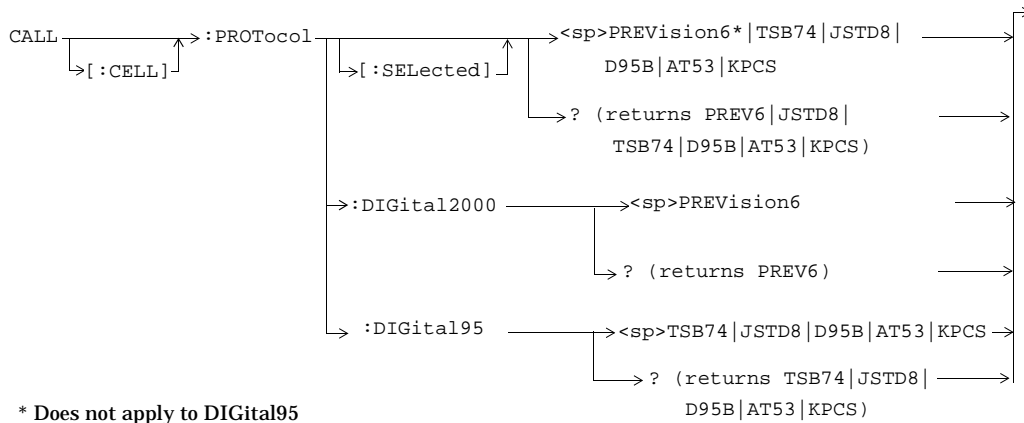 CALL :PROTocol <sp>PREVision6*|TSB74|JSTD8|
[:CELL] [:SELected] D95B|AT53|KPCS
? (returns PREV6|JSTD8|
TSB74|D95B|AT53|KPCS)
:DIGital2000 <sp>PREVision6
? (returns PREV6)
:DIGital95 <sp>TSB74|JSTD8|D95B|AT53|KPCS
? (returns TSB74|JSTD8|
D95B|AT53|KPCS)
* Does not apply to DIGital95